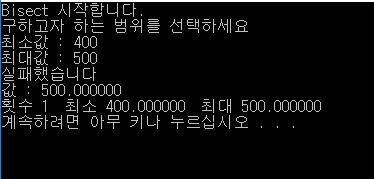 Bisect 시작합니다.
구하고자 하는 범위를 선택하세요
최소값 : 400
최대값 : 500
실패했습니다
값 : 500.000000
횟수 1  최소 400.000000  최대 500.000000
계속하려면 아무 키나 누르십시오 . . .